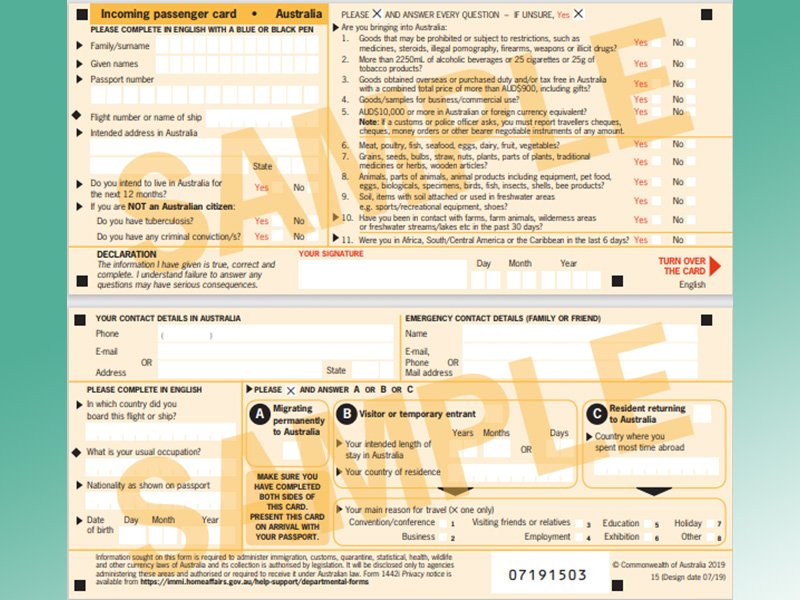 Incoming passenger card • Australia
PLEASE COMPLETE IN ENGLISH WITH A BLUE OR BLACK PEN
Family/surname
Given names
Passport number
Flight number or name of ship
Intended address in Australia
State
Do you intend to live in Australia for
the next 12 months?
Yes No
If you are NOT an Australian citizen:
Do you have tuberculosis? Yes No
Do you have any criminal conviction/s? Yes No
PLEASE X AND ANSWER EVERY QUESTION – IF UNSURE, Yes X
Are you bringing into Australia:
1. Goods that may be prohibited or subject to restrictions, such as
medicines, steroids, illegal pornography, firearms, weapons or illicit drugs? Yes No
2. More than 2250mL of alcoholic beverages or 25 cigarettes or 25g of
tobacco products? Yes No
3. Goods obtained overseas or purchased duty and/or tax free in Australia
with a combined total price of more than AUD$900, including gifts? Yes No
4. Goods/samples for business/commercial use? Yes No
5. AUD$10,000 or more in Australian or foreign currency equivalent? Yes No
Note: If a customs or police officer asks, you must report travellers cheques,
cheques, money orders or other bearer negotiable instruments of any amount.
6. Meat, poultry, fish, seafood, eggs, dairy, fruit, vegetables? Yes No
7. Grains, seeds, bulbs, straw, nuts, plants, parts of plants, traditional
medicines or herbs, wooden articles? Yes No
8. Animals, parts of animals, animal products including equipment, pet food,
eggs, biologicals, specimens, birds, fish, insects, shells, bee products? Yes No
9. Soil, items with soil attached or used in freshwater areas
e.g. sports/recreational equipment, shoes? Yes No
10. Have you been in contact with farms, farm animals, wilderness areas
or freshwater streams/lakes etc in the past 30 days? Yes No
11. Were you in Africa, South/Central America or the Caribbean in the last 6 days? Yes No
SAMPLE
DECLARATION
The information I have given is true, correct and
complete. I understand failure to answer any
questions may have serious consequences.
YOUR SIGNATURE
Day Month Year
TURN OVER
THE CARD
English
YOUR CONTACT DETAILS IN AUSTRALIA
Phone ( )
E-mail
OR
Address State
EMERGENCY CONTACT DETAILS (FAMILY OR FRIEND)
Name
E-mail,
Phone OR
Mail address
PLEASE COMPLETE IN ENGLISH
In which country did you
board this flight or ship?
What is your usual occupation?
Nationality as shown on passport
Date
of birth
Day Month Year
PLEASE X AND ANSWER A OR B OR C
A Migrating
permanently
to Australia
MAKE SURE YOU
HAVE COMPLETED
BOTH SIDES OF
THIS CARD.
PRESENT THIS CARD
ON ARRIVAL WITH
YOUR PASSPORT.
B Visitor or temporary entrant
Years Months Days
Your intended length of
stay in Australia
OR
Your country of residence
C Resident returning
to Australia
Country where you
spent most time abroad
Your main reason for travel (X one only)
Convention/conference 1 Visiting friends or relatives 3 Education 5 Holiday 7
Business 2 Employment 4 Exhibition 6 Other 8
SAMPLE
Information sought on this form is required to administer immigration, customs, quarantine, statistical, health, wildlife
and other currency laws of Australia and its collection is authorised by legislation. It will be disclosed only to agencies
administering these areas and authorised or required to receive it under Australian law. Form 1442i Privacy notice is
available from https://immi.homeaffairs.gov.au/help-support/departmental-forms
07191503
© Commonwealth of Australia 2019
15 (Design date 07/19)